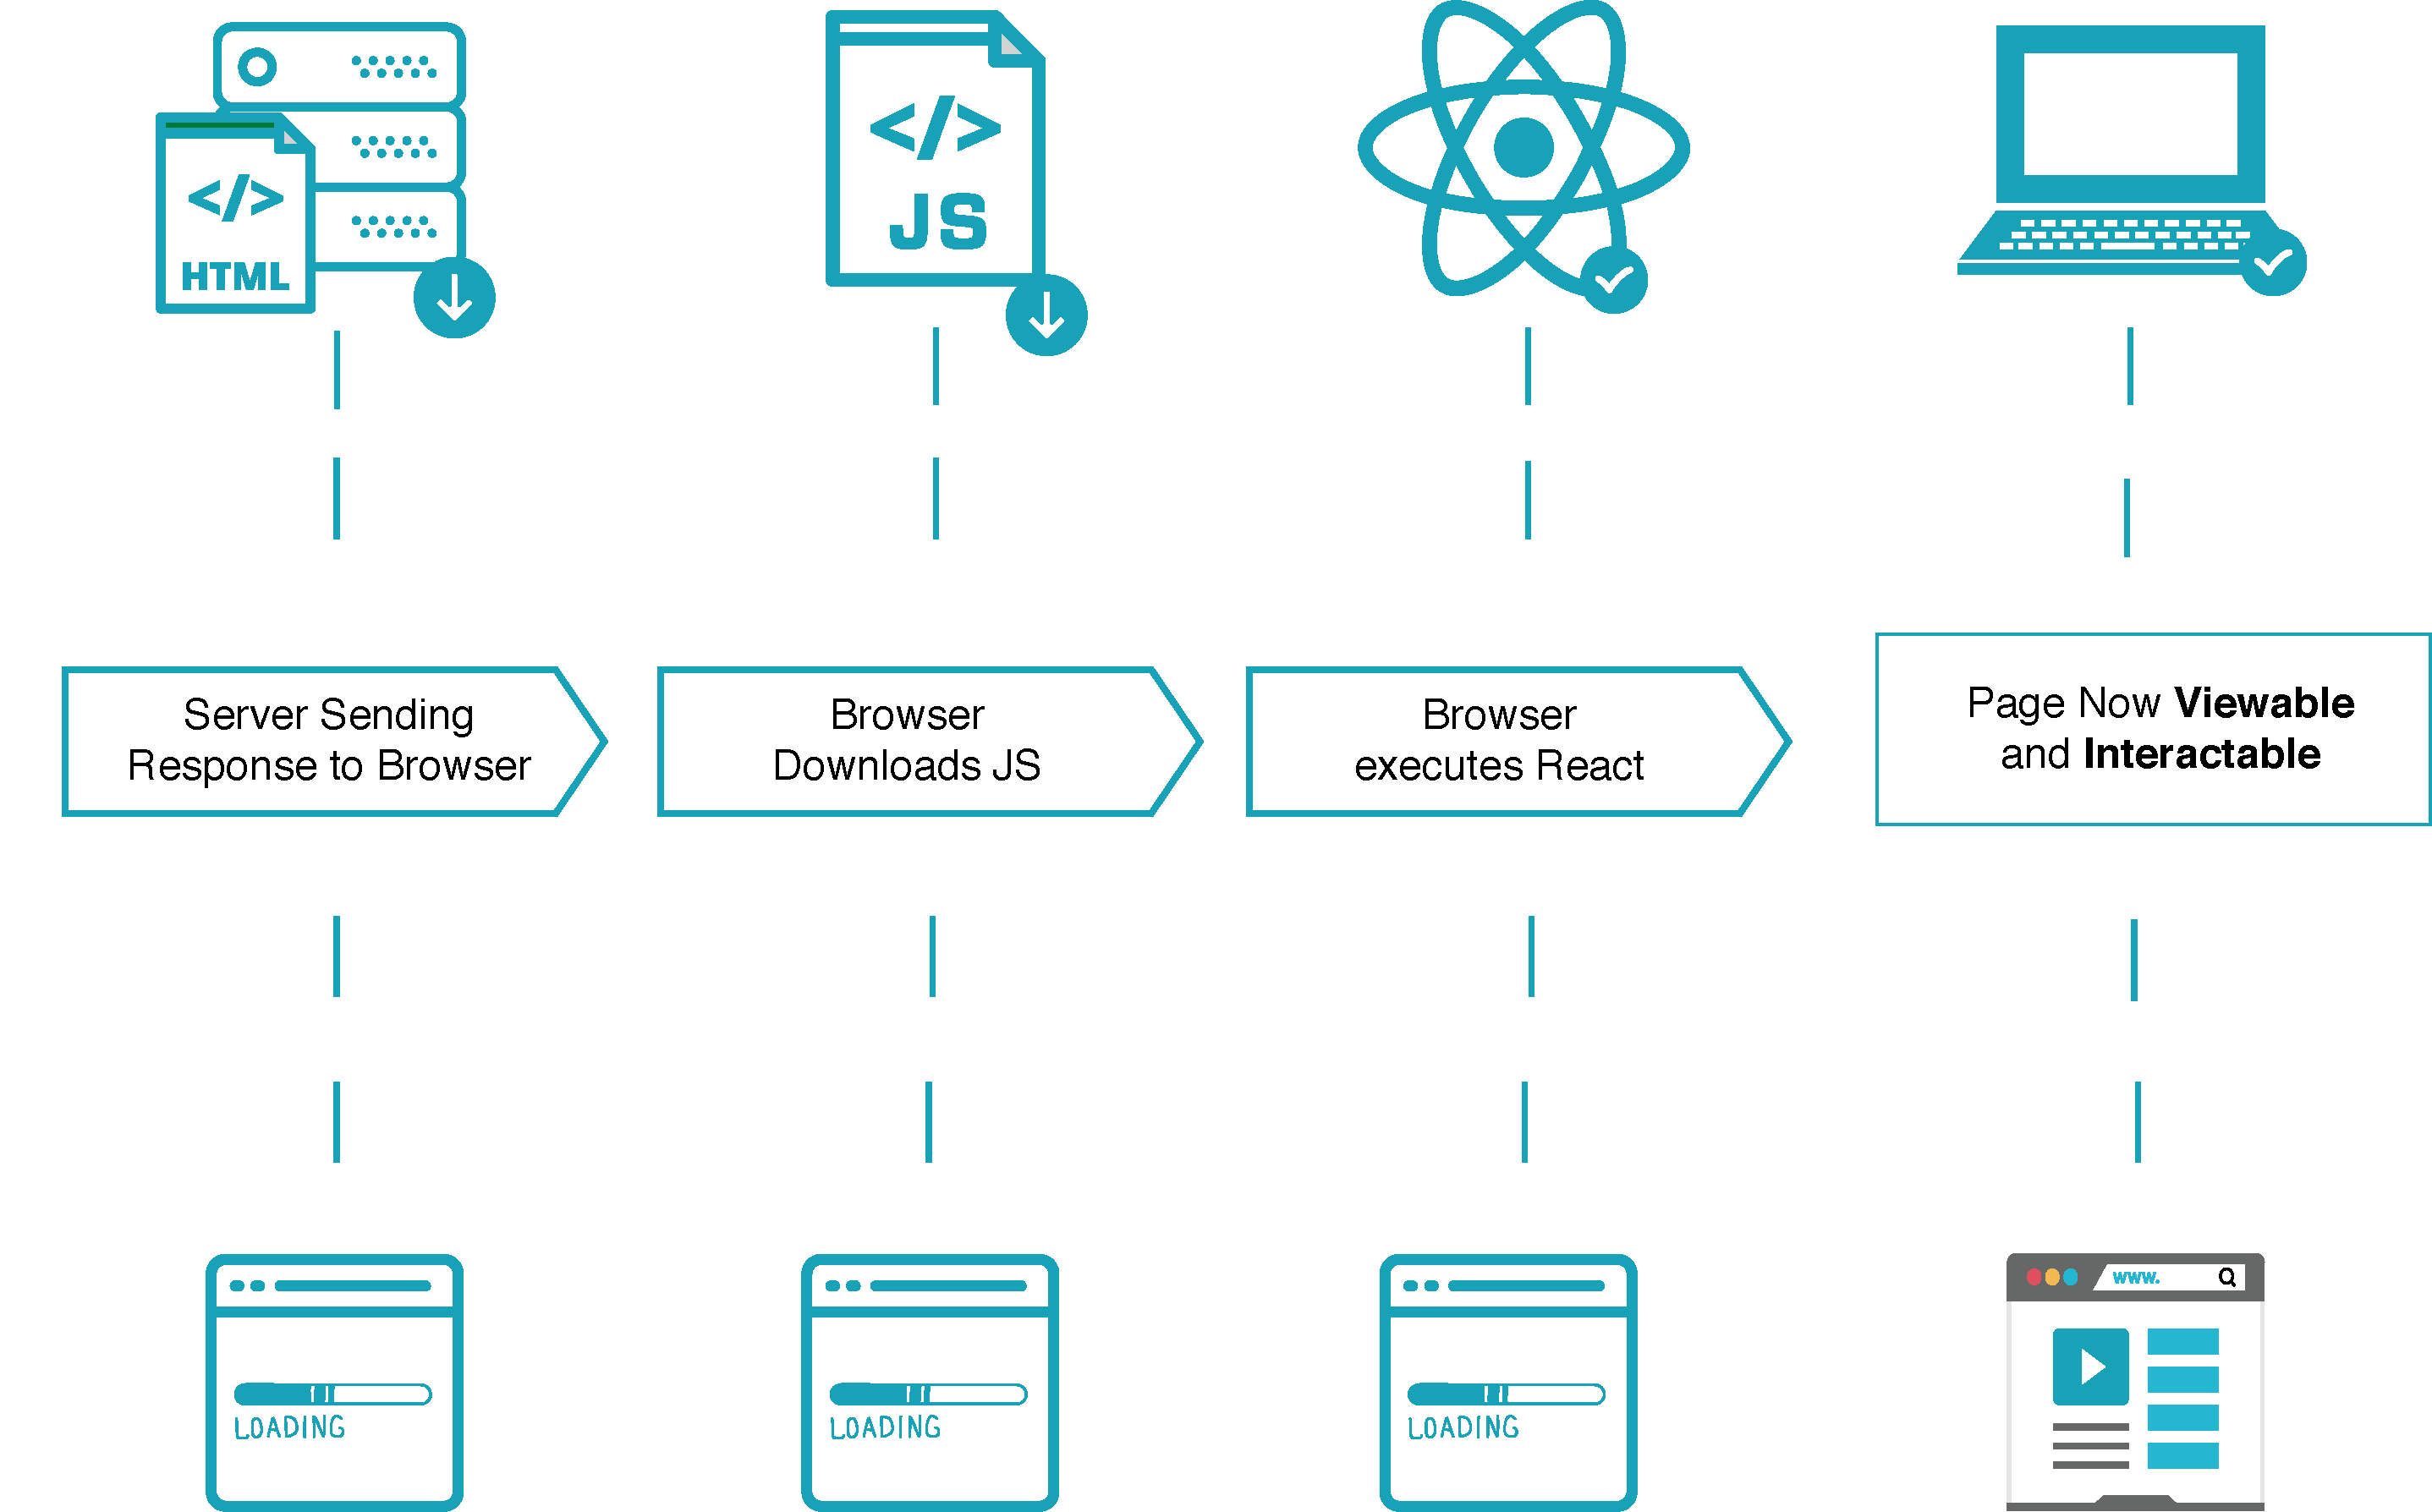 </>
HTML
</>
JS
Server Sending
Response to Browser
Browser
Downloads JS
Browser
executes React
Page Now Viewable
and Interactable
LOADING
LOADING
LOADING
www.